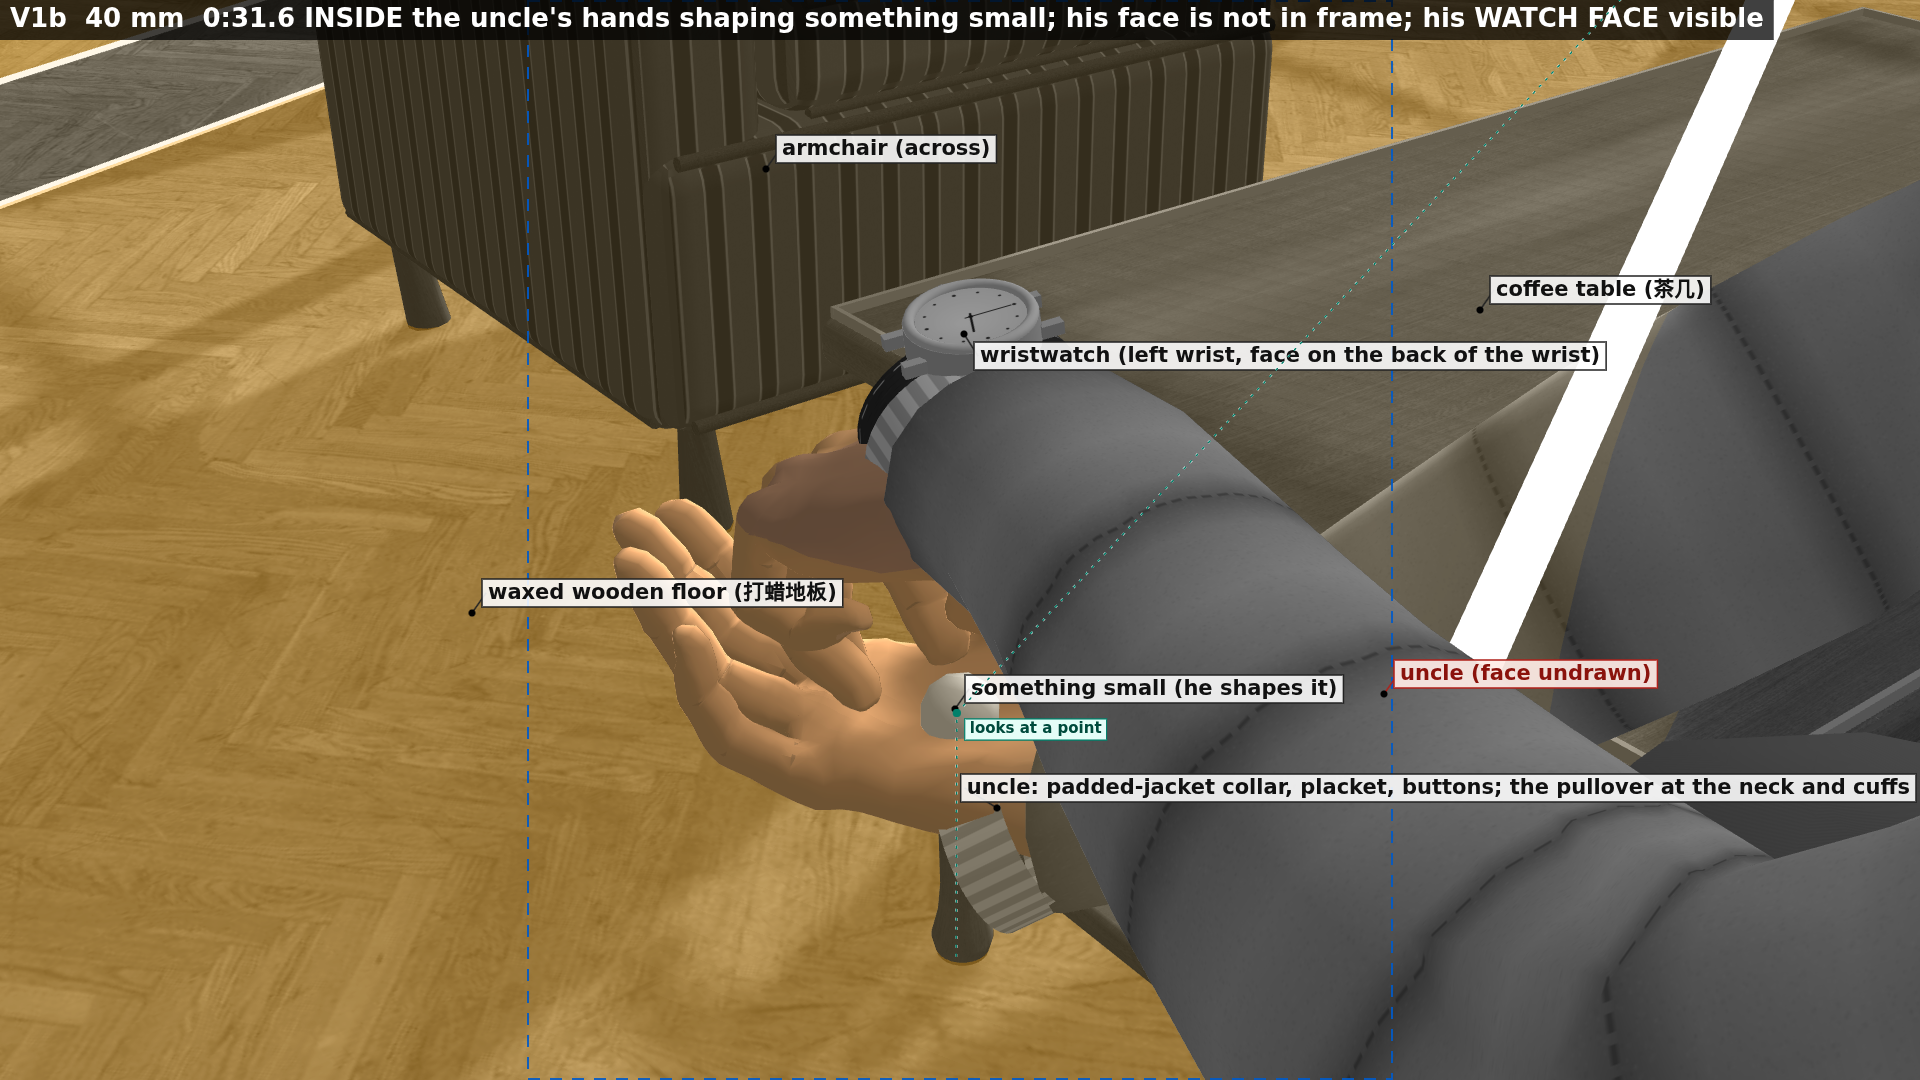 V1b  40 mm  0:31.6 INSIDE the uncle's hands shaping something small; his face is not in frame; his WATCH FACE visible
armchair (across)
coffee table (茶几)
wristwatch (left wrist, face on the back of the wrist)
waxed wooden floor (打蜡地板)
uncle (face undrawn)
something small (he shapes it)
looks at a point
uncle: padded-jacket collar, placket, buttons; the pullover at the neck and cuffs